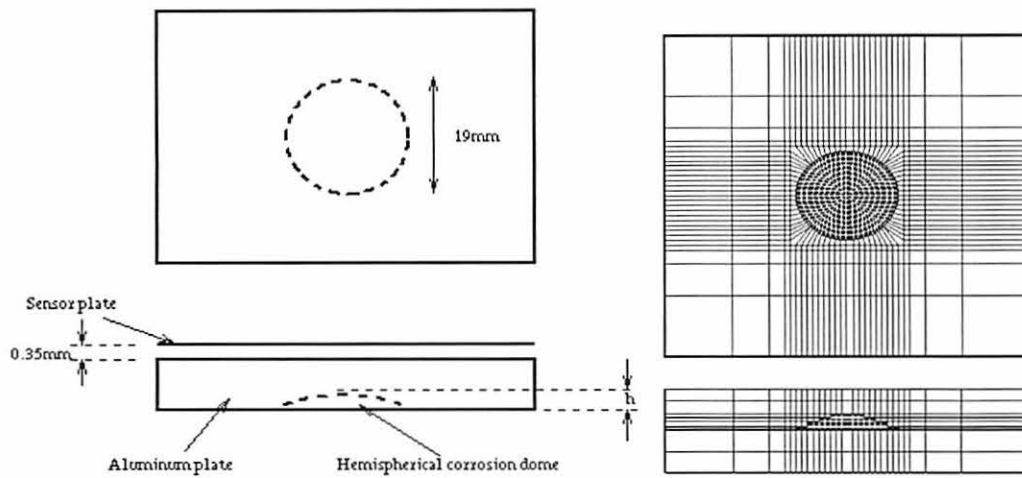 19mm
Sensor plate
0.35mm
h
Aluminum plate
Hemispherical corrosion dome